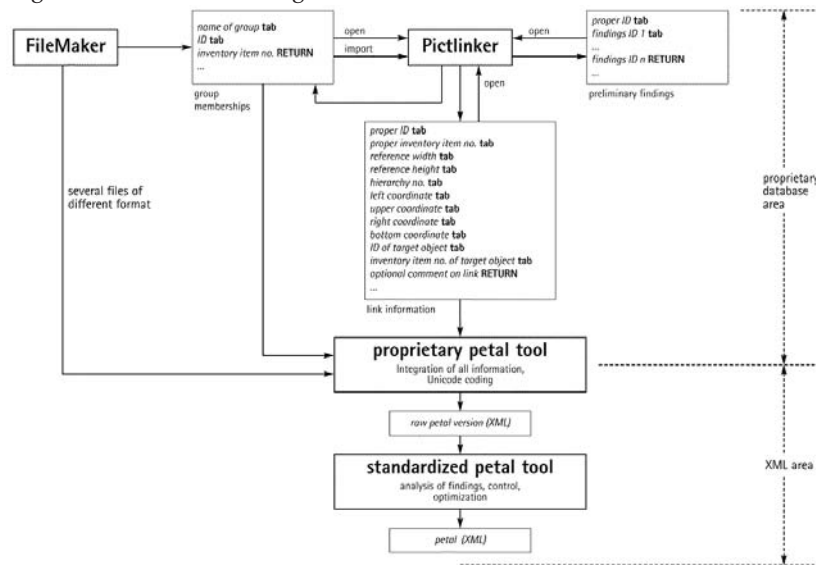 FileMaker
name of group tab
ID tab
inventory item no. RETURN
...
group
memberships
open
import
Pictlinker
open
open
proper ID tab
findings ID 1 tab
...
findings ID n RETURN
...
preliminary findings
proper ID tab
proper inventory item no. tab
reference width tab
reference height tab
hierarchy no. tab
left coordinate tab
upper coordinate tab
right coordinate tab
bottom coordinate tab
ID of target object tab
inventory item no. of target object tab
optional comment on link RETURN
...
link information
several files of
different format
proprietary
database
area
proprietary petal tool
Integration of all information,
Unicode coding
raw petal version (XML)
standardized petal tool
analysis of findings, control,
optimization
petal (XML)
XML area